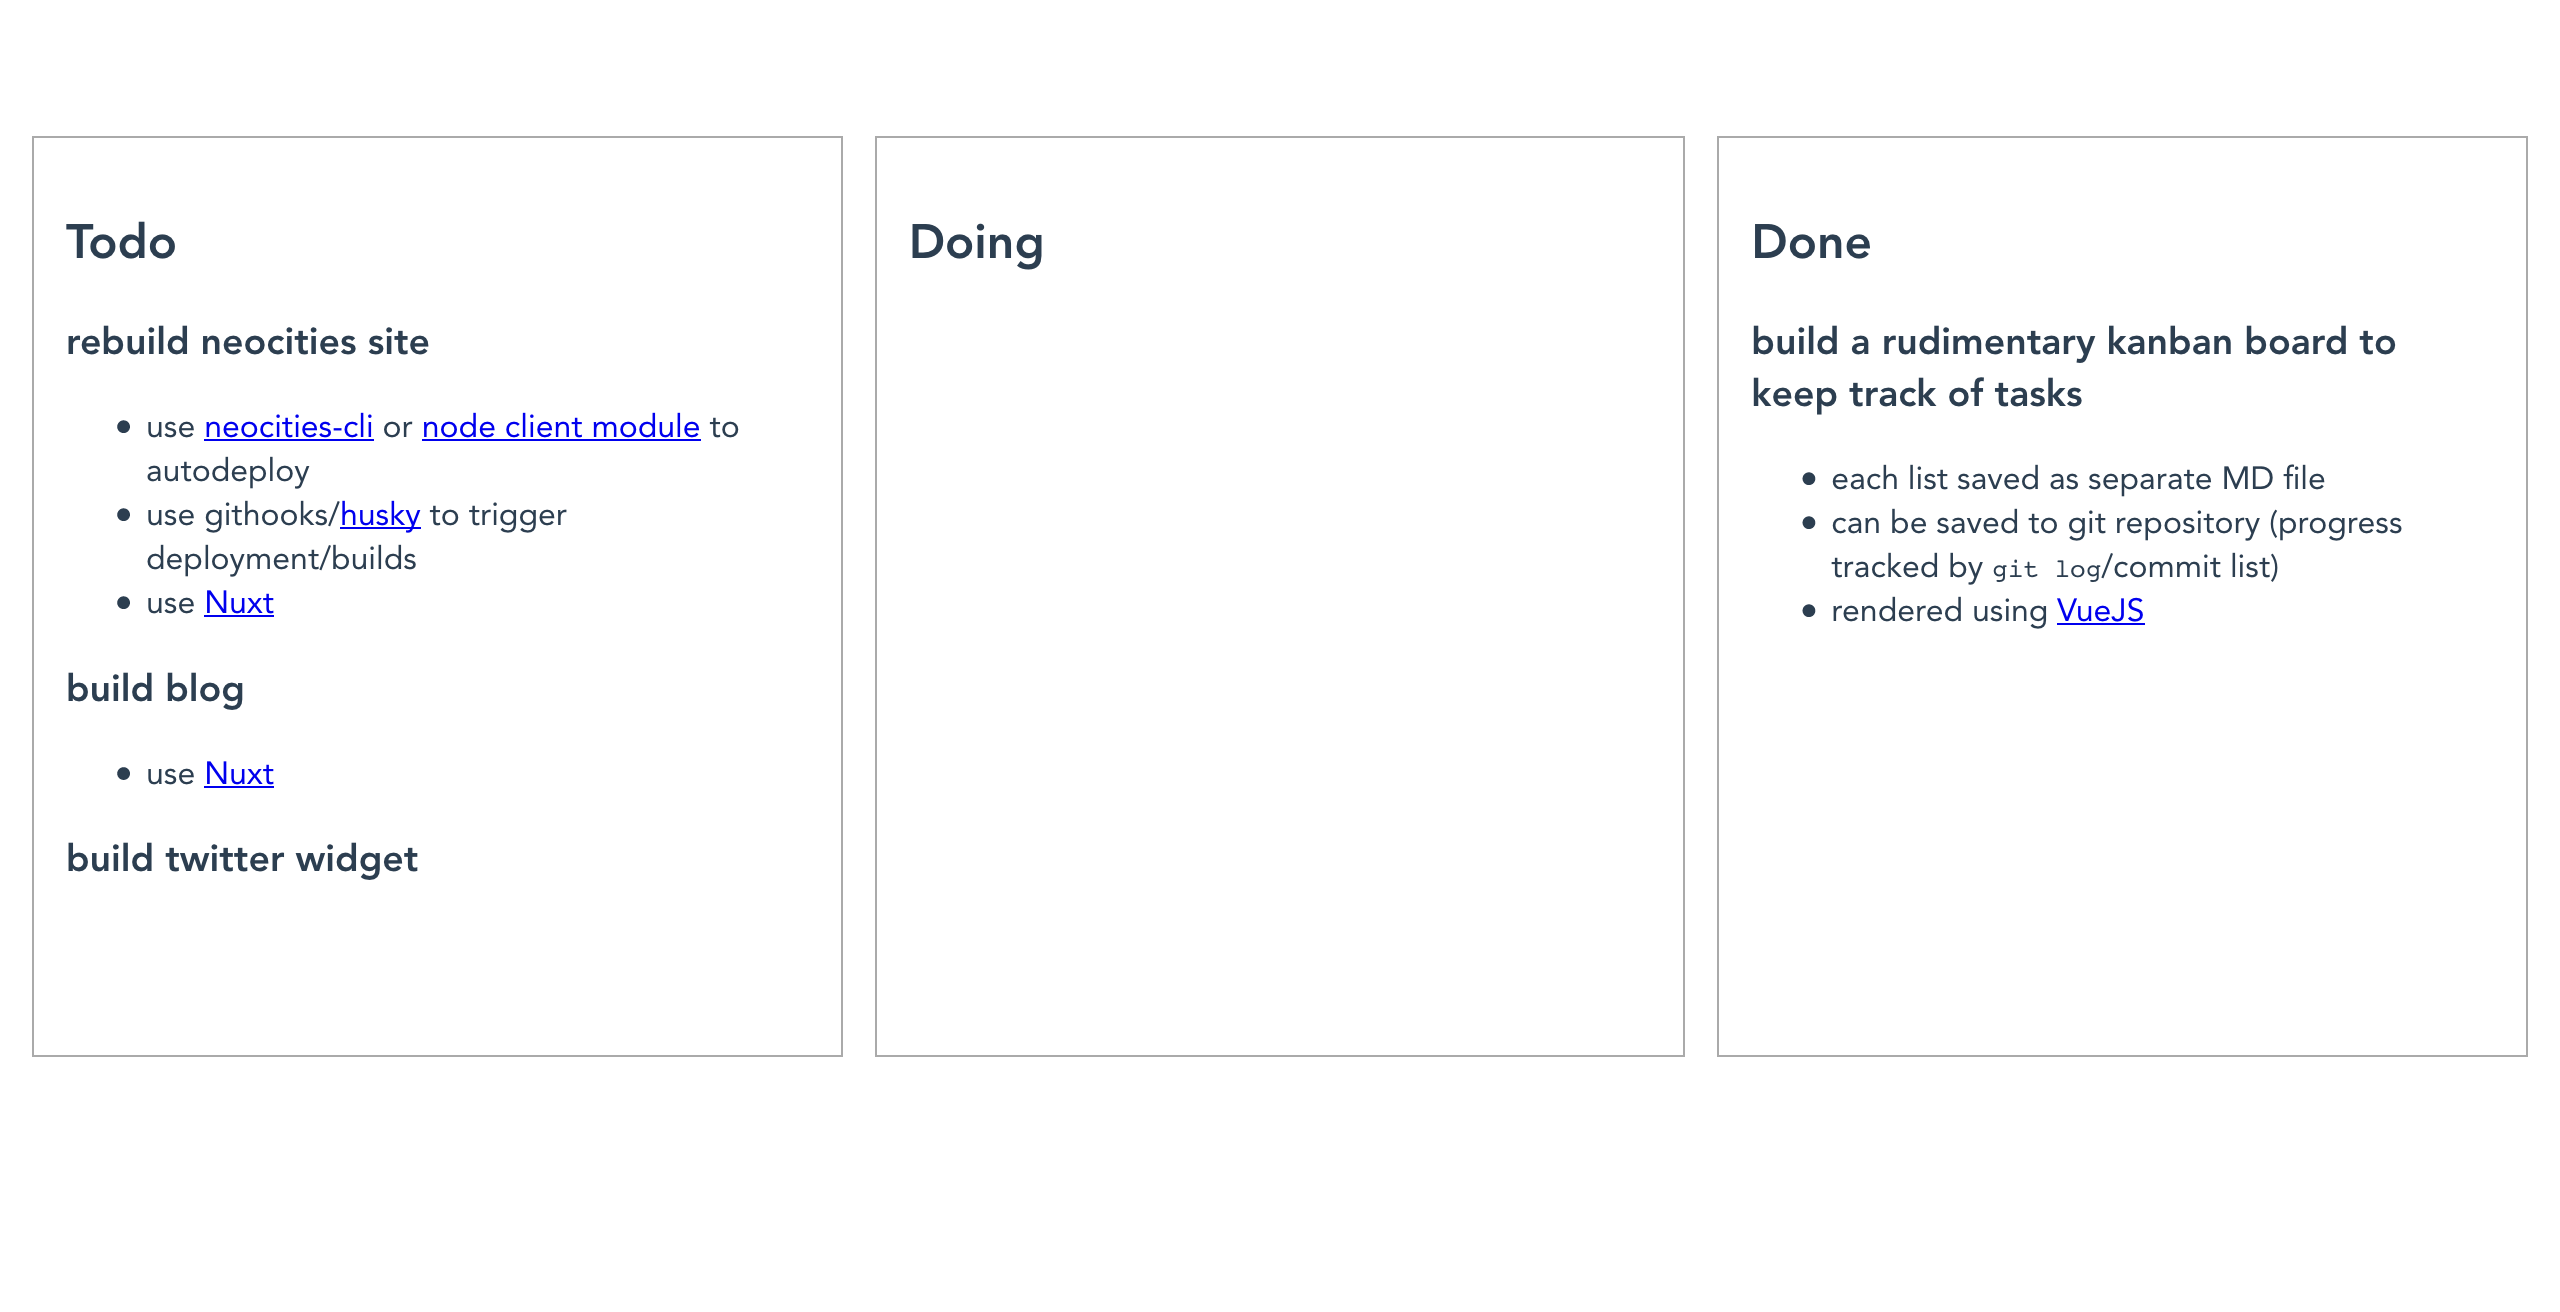 Todo
rebuild neocities site
use neocities-cli or node client module to
autodeploy
use githooks/husky to trigger
deployment/builds
use Nuxt
build blog
use Nuxt
build twitter widget
Doing
Done
build a rudimentary kanban board to
keep track of tasks
each list saved as separate MD file
can be saved to git repository (progress
tracked by git log/commit list)
rendered using VueJS